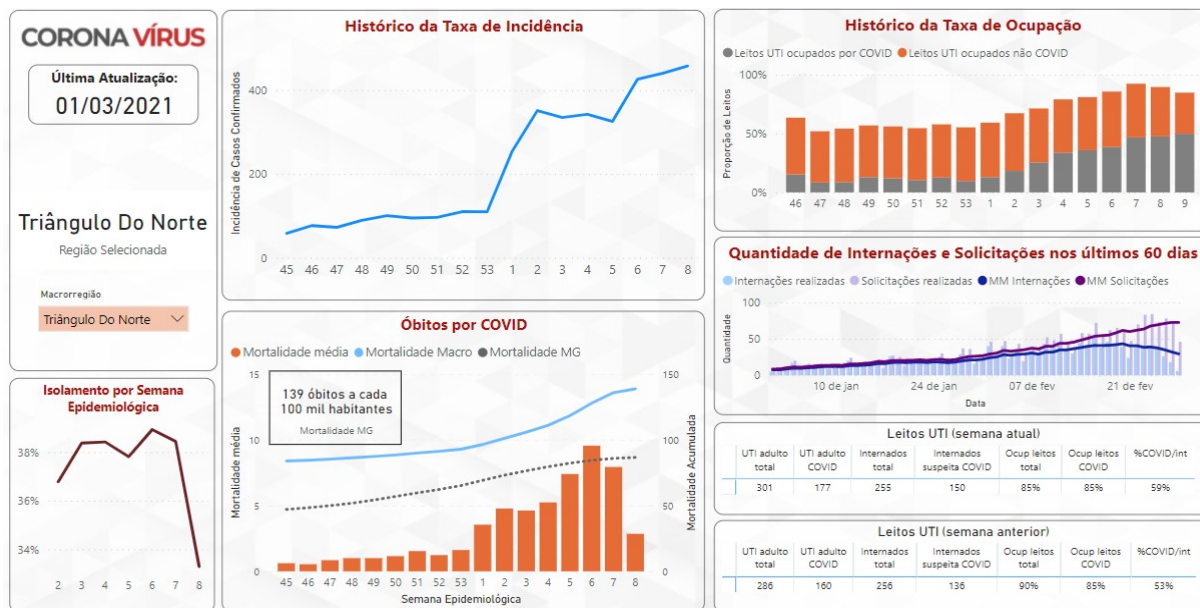 CORONA VÍRUS
Última Atualização:
01/03/2021
Triângulo Do Norte
Região Selecionada
Macrorregião
Triângulo Do Norte
Isolamento por Semana
Epidemiológica
38%
36%
34%
2 3 4 5 6 7 8
Histórico da Taxa de Incidência
Incidência de Casos Confirmados
400
200
0
45 46 47 48 49 50 51 52 53 1 2 3 4 5 6 7 8
Óbitos por COVID
Mortalidade média Mortalidade Macro Mortalidade MG
139 óbitos a cada
100 mil habitantes
Mortalidade MG
Mortalidade média
15
10
5
0
Mortalidade Acumulada
150
100
50
0
45 46 47 48 49 50 51 52 53 1 2 3 4 5 6 7 8
Semana Epidemiológica
Histórico da Taxa de Ocupação
Leitos UTI ocupados por COVID Leitos UTI ocupados não COVID
Proporção de Leitos
100%
50%
0%
46 47 48 49 50 51 52 53 1 2 3 4 5 6 7 8 9
Quantidade de Internações e Solicitações nos últimos 60 dias
Internações realizadas Solicitações realizadas MM Internações MM Solicitações
Quantidade
100
50
0
10 de jan 24 de jan 07 de fev 21 de fev
Data
Leitos UTI (semana atual)
UTI adulto total UTI adulto COVID Internados total Internados suspeita COVID Ocup leitos total Ocup leitos COVID %COVID/int
301 177 255 150 85% 85% 59%
Leitos UTI (semana anterior)
UTI adulto total UTI adulto COVID Internados total Internados suspeita COVID Ocup leitos total Ocup leitos COVID %COVID/int
286 160 256 136 90% 85% 53%